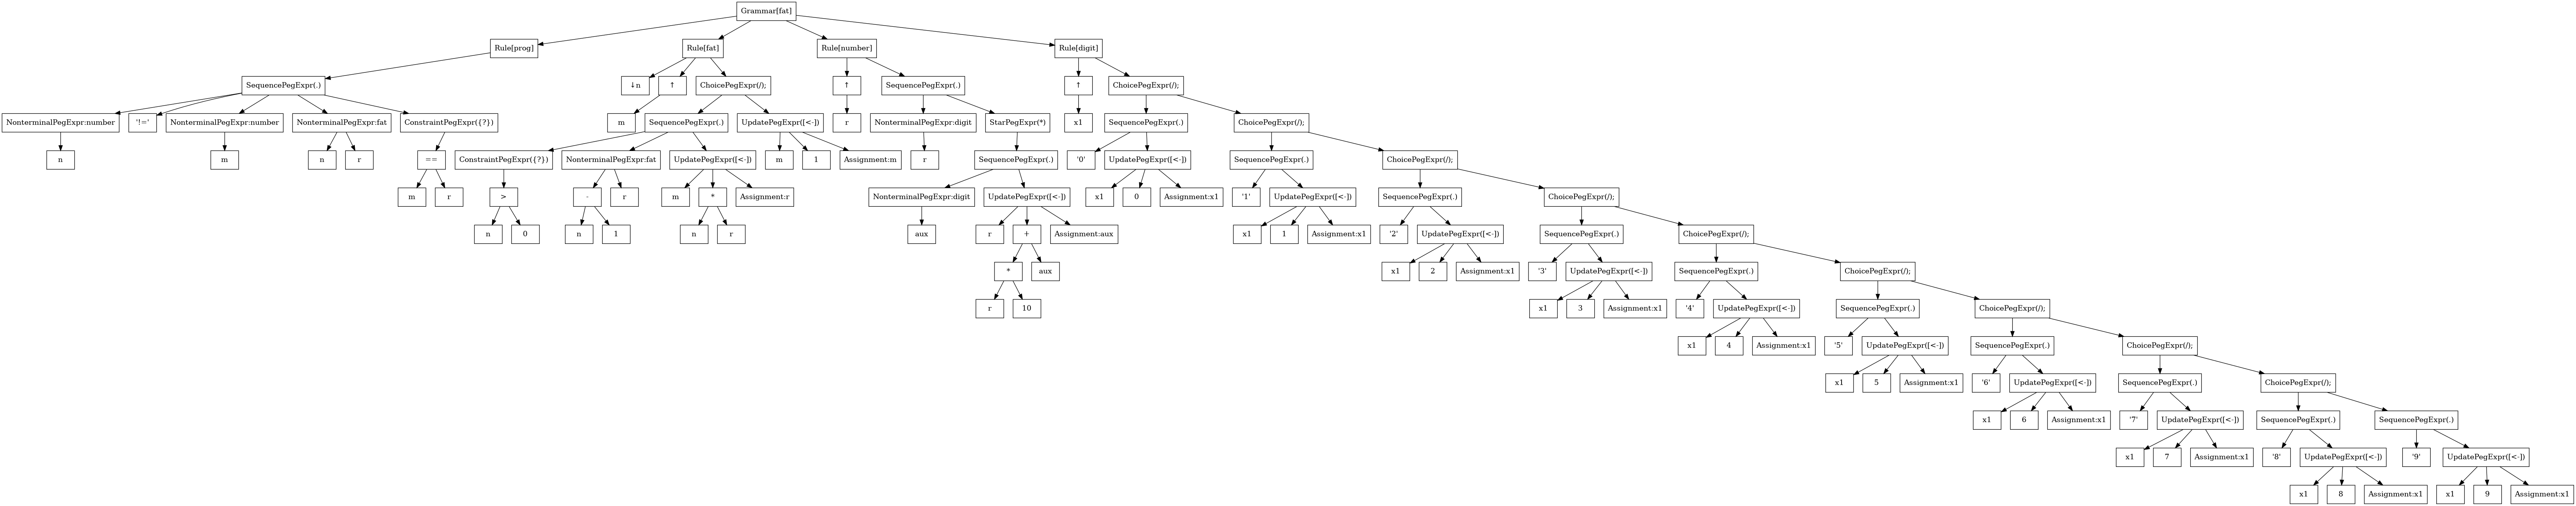 Grammar[fat]
Rule[prog] Rule[fat] Rule[number] Rule[digit]
SequencePegExpr(.) ↓n ↑ ChoicePegExpr(/); ↑ SequencePegExpr(.) ↑ ChoicePegExpr(/);
NonterminalPegExpr:number '!=' NonterminalPegExpr:number NonterminalPegExpr:fat ConstraintPegExpr({?}) m SequencePegExpr(.) UpdatePegExpr([<-]) r NonterminalPegExpr:digit StarPegExpr(*) x1 SequencePegExpr(.) ChoicePegExpr(/);
n m n r == ConstraintPegExpr({?}) NonterminalPegExpr:fat UpdatePegExpr([<-]) m 1 Assignment:m r SequencePegExpr(.) '0' UpdatePegExpr([<-]) SequencePegExpr(.) ChoicePegExpr(/);
m r > - r m * Assignment:r NonterminalPegExpr:digit UpdatePegExpr([<-]) x1 0 Assignment:x1 '1' UpdatePegExpr([<-]) SequencePegExpr(.) ChoicePegExpr(/);
n 0 n 1 n r aux r + Assignment:aux x1 1 Assignment:x1 '2' UpdatePegExpr([<-]) SequencePegExpr(.) ChoicePegExpr(/);
* aux x1 2 Assignment:x1 '3' UpdatePegExpr([<-]) SequencePegExpr(.) ChoicePegExpr(/);
r 10 x1 3 Assignment:x1 '4' UpdatePegExpr([<-]) SequencePegExpr(.) ChoicePegExpr(/);
x1 4 Assignment:x1 '5' UpdatePegExpr([<-]) SequencePegExpr(.) ChoicePegExpr(/);
x1 5 Assignment:x1 '6' UpdatePegExpr([<-]) SequencePegExpr(.) ChoicePegExpr(/);
x1 6 Assignment:x1 '7' UpdatePegExpr([<-]) SequencePegExpr(.) SequencePegExpr(.)
x1 7 Assignment:x1 '8' UpdatePegExpr([<-]) '9' UpdatePegExpr([<-])
x1 8 Assignment:x1 x1 9 Assignment:x1